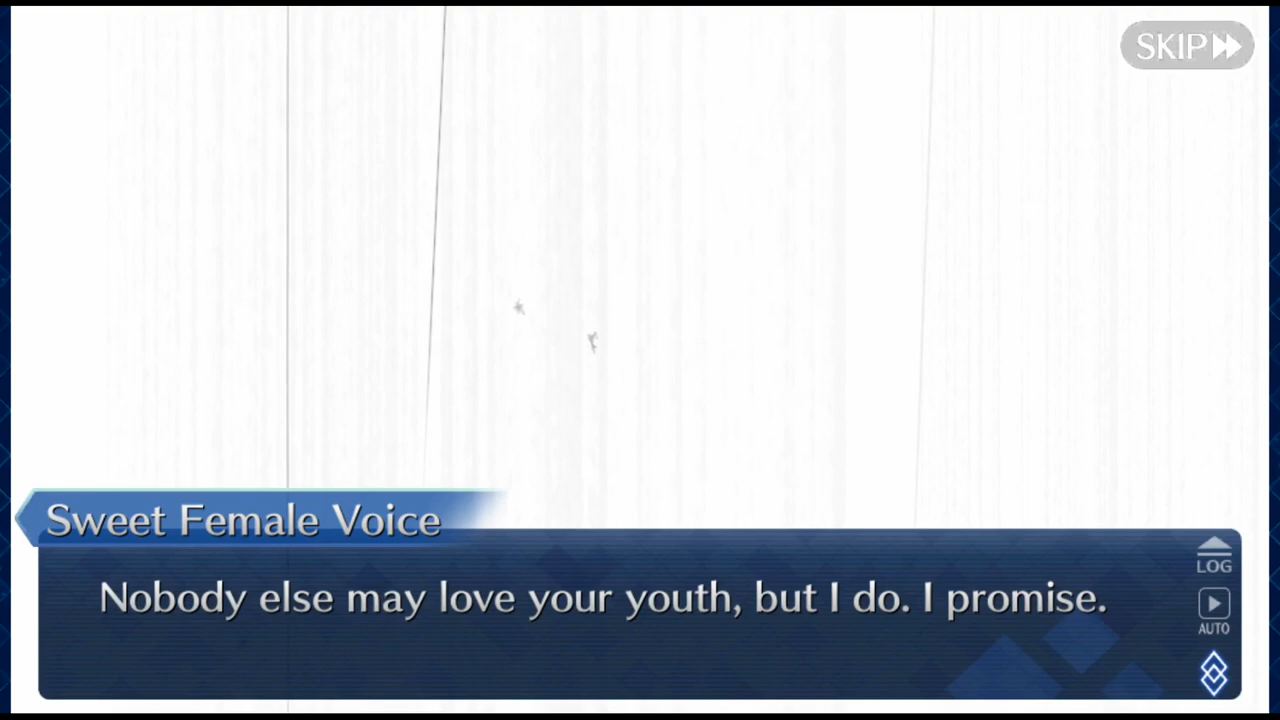 SKIP
Sweet Female Voice
Nobody else may love your youth, but I do. I promise.
LOG
AUTO